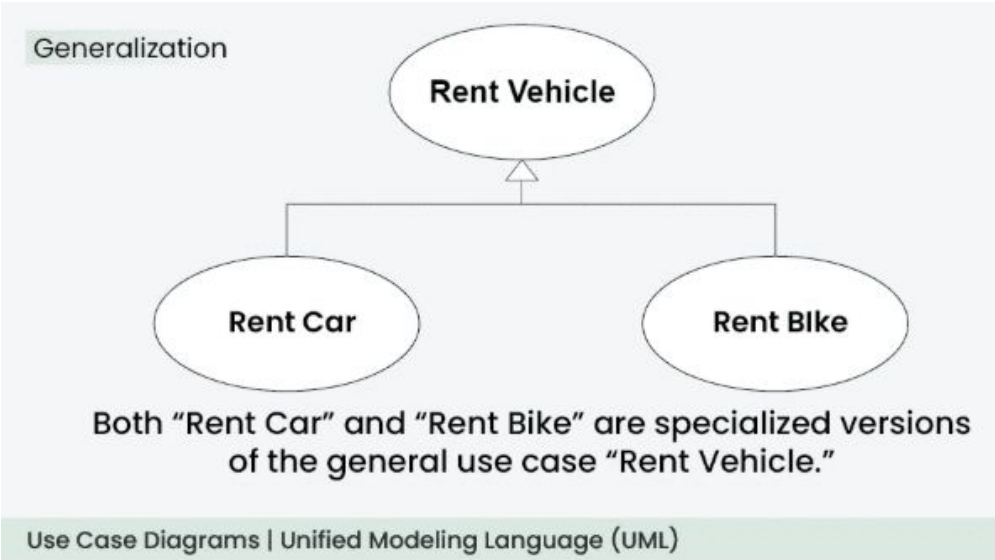 Generalization
Rent Vehicle
Rent Car
Rent BIke
Both “Rent Car” and “Rent Bike” are specialized versions
of the general use case “Rent Vehicle.”
Use Case Diagrams | Unified Modeling Language (UML)